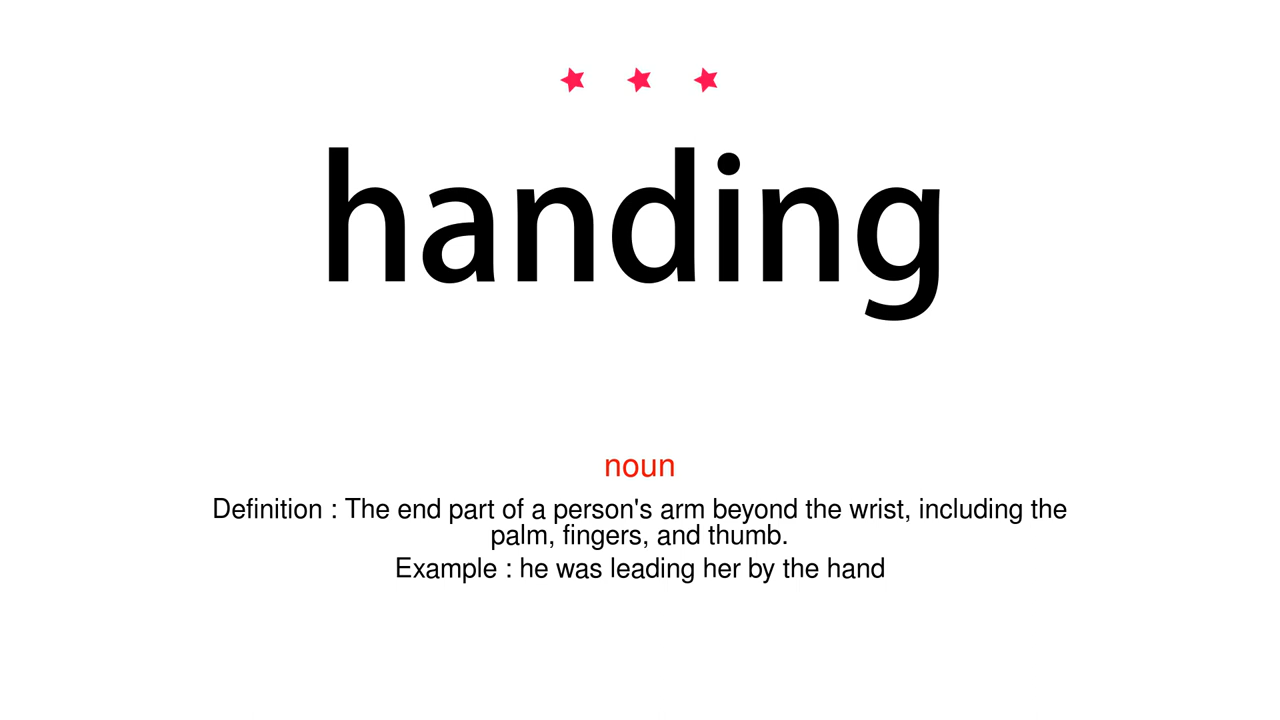 handing
noun
Definition : The end part of a person's arm beyond the wrist, including the
palm, fingers, and thumb.
Example : he was leading her by the hand